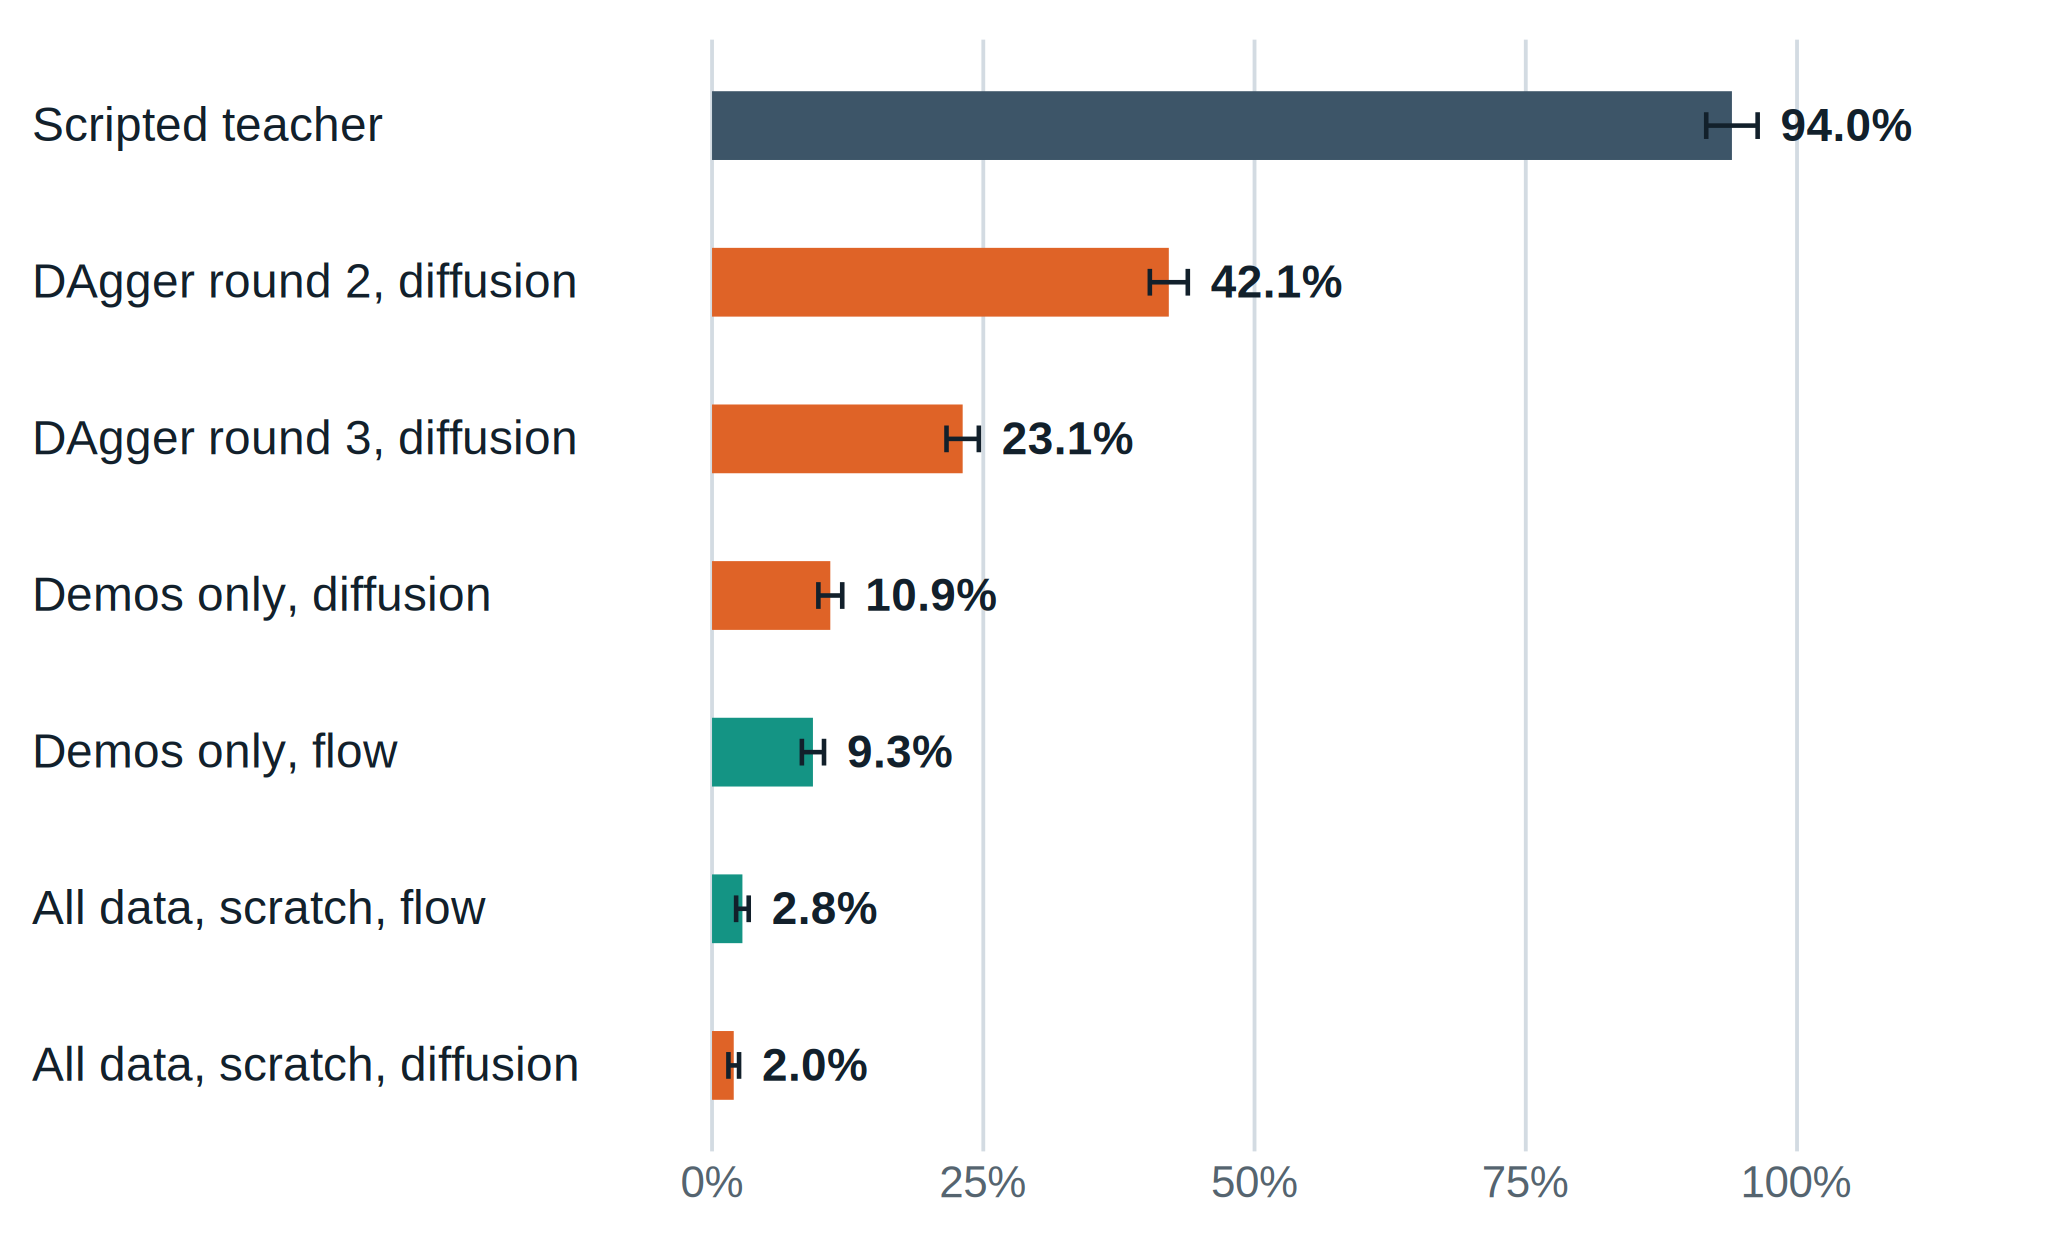 Scripted teacher 94.0%
DAgger round 2, diffusion 42.1%
DAgger round 3, diffusion 23.1%
Demos only, diffusion 10.9%
Demos only, flow 9.3%
All data, scratch, flow 2.8%
All data, scratch, diffusion 2.0%
0% 25% 50% 75% 100%